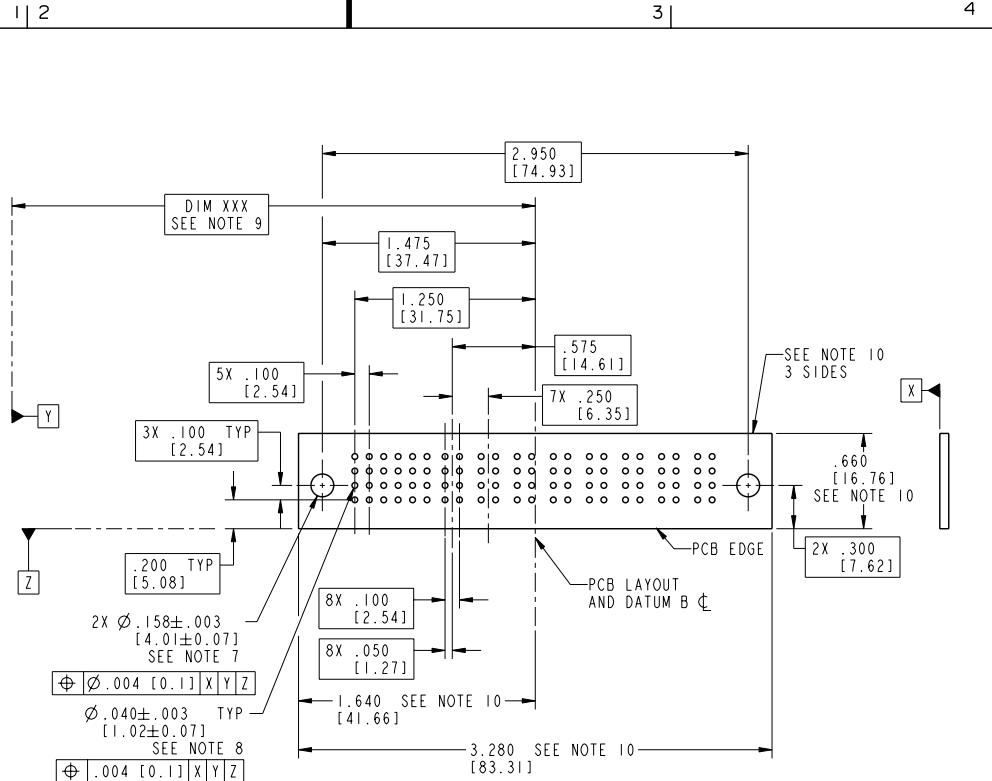 1 2 3 4
2.950
[74.93]
DIM XXX
SEE NOTE 9
1.475
[37.47]
1.250
[31.75]
.575
[14.61]
SEE NOTE 10
3 SIDES
5X .100
[2.54]
7X .250
[6.35]
X
Y
3X .100 TYP
[2.54]
.660
[16.76]
SEE NOTE 10
Z
.200 TYP
[5.08]
PCB EDGE
2X .300
[7.62]
PCB LAYOUT
AND DATUM B ℄
8X .100
[2.54]
2X Ø.158±.003
[4.01±0.07]
SEE NOTE 7
8X .050
[1.27]
⌖ Ø.004 [0.1] X Y Z
1.640 SEE NOTE 10
[41.66]
Ø.040±.003 TYP
[1.02±0.07]
SEE NOTE 8
3.280 SEE NOTE 10
[83.31]
⌖ .004 [0.1] X Y Z